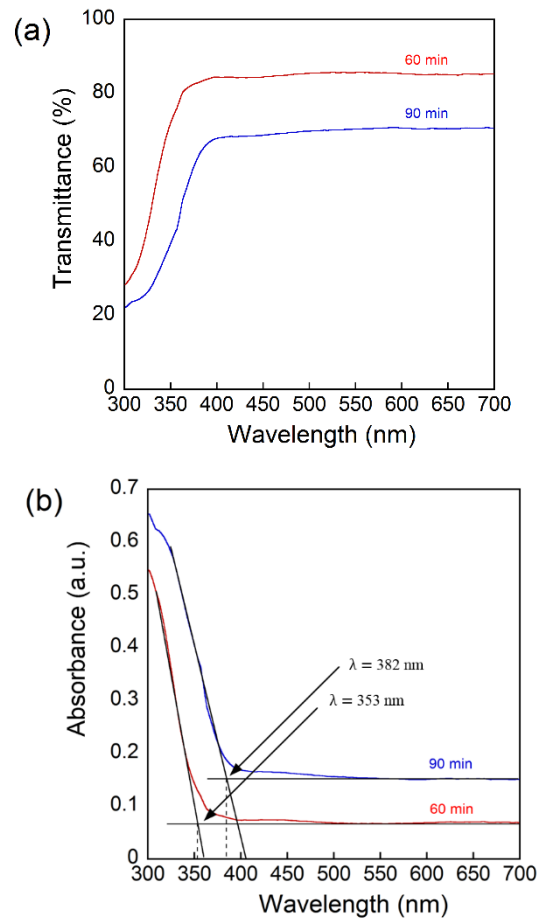 (a)
100
80
60
40
20
0
Transmittance (%)
60 min
90 min
300 350 400 450 500 550 600 650 700
Wavelength (nm)
(b)
0.7
0.6
0.5
0.4
0.3
0.2
0.1
0
Absorbance (a.u.)
λ = 382 nm
λ = 353 nm
90 min
60 min
300 350 400 450 500 550 600 650 700
Wavelength (nm)